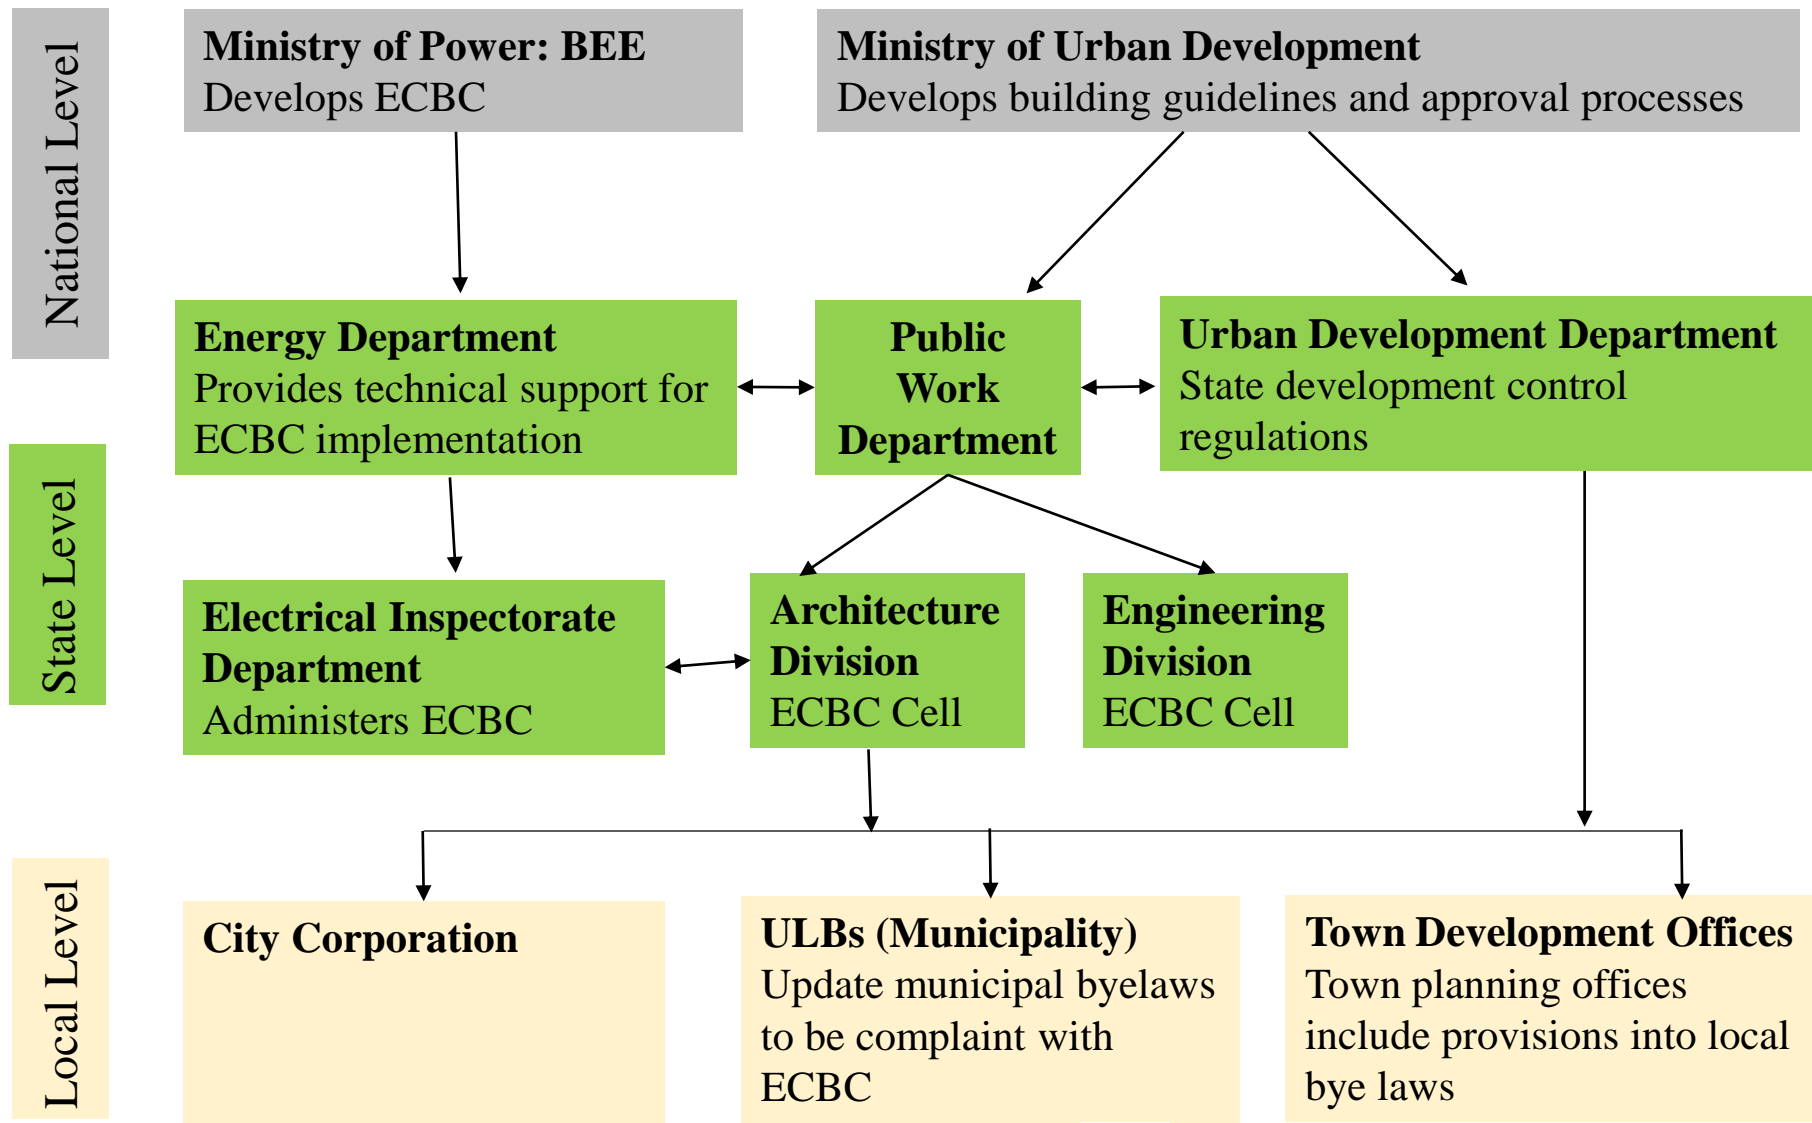 National Level
Ministry of Power: BEE
Develops ECBC
Ministry of Urban Development
Develops building guidelines and approval processes
State Level
Energy Department
Provides technical support for
ECBC implementation
Public
Work
Department
Urban Development Department
State development control
regulations
Electrical Inspectorate
Department
Administers ECBC
Architecture
Division
ECBC Cell
Engineering
Division
ECBC Cell
Local Level
City Corporation
ULBs (Municipality)
Update municipal byelaws
to be complaint with
ECBC
Town Development Offices
Town planning offices
include provisions into local
bye laws